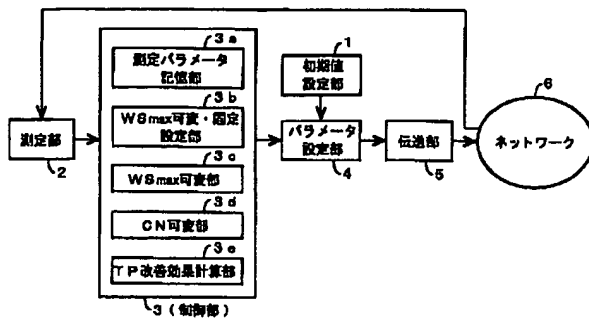 3a
測定パラメータ
記憶部
3b
WSmax可変・固定
設定部
3c
WSmax可変部
3d
CN可変部
3e
TP改善効果計算部
3(制御部)
測定部
2
1
初期値
設定部
パラメータ
設定部
4
伝送部
5
6
ネットワーク